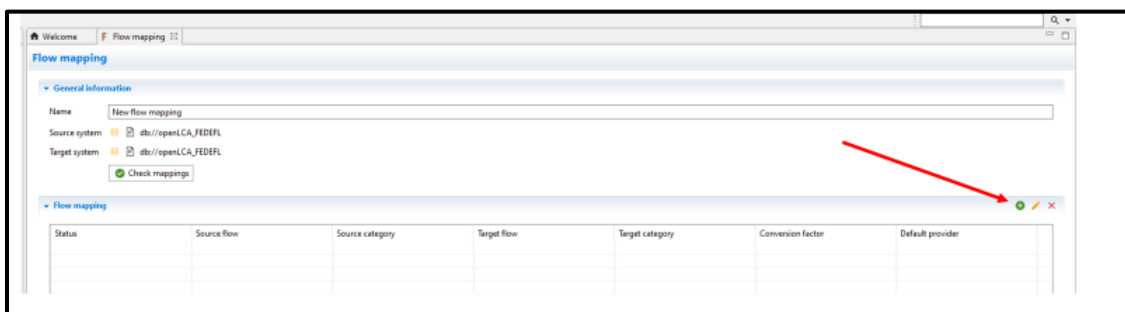 Welcome
Flow mapping
Flow mapping
General information
Name New flow mapping
Source system db://openLCA_FEDEFL
Target system db://openLCA_FEDEFL
Check mappings
Flow mapping
Status Source flow Source category Target flow Target category Conversion factor Default provider